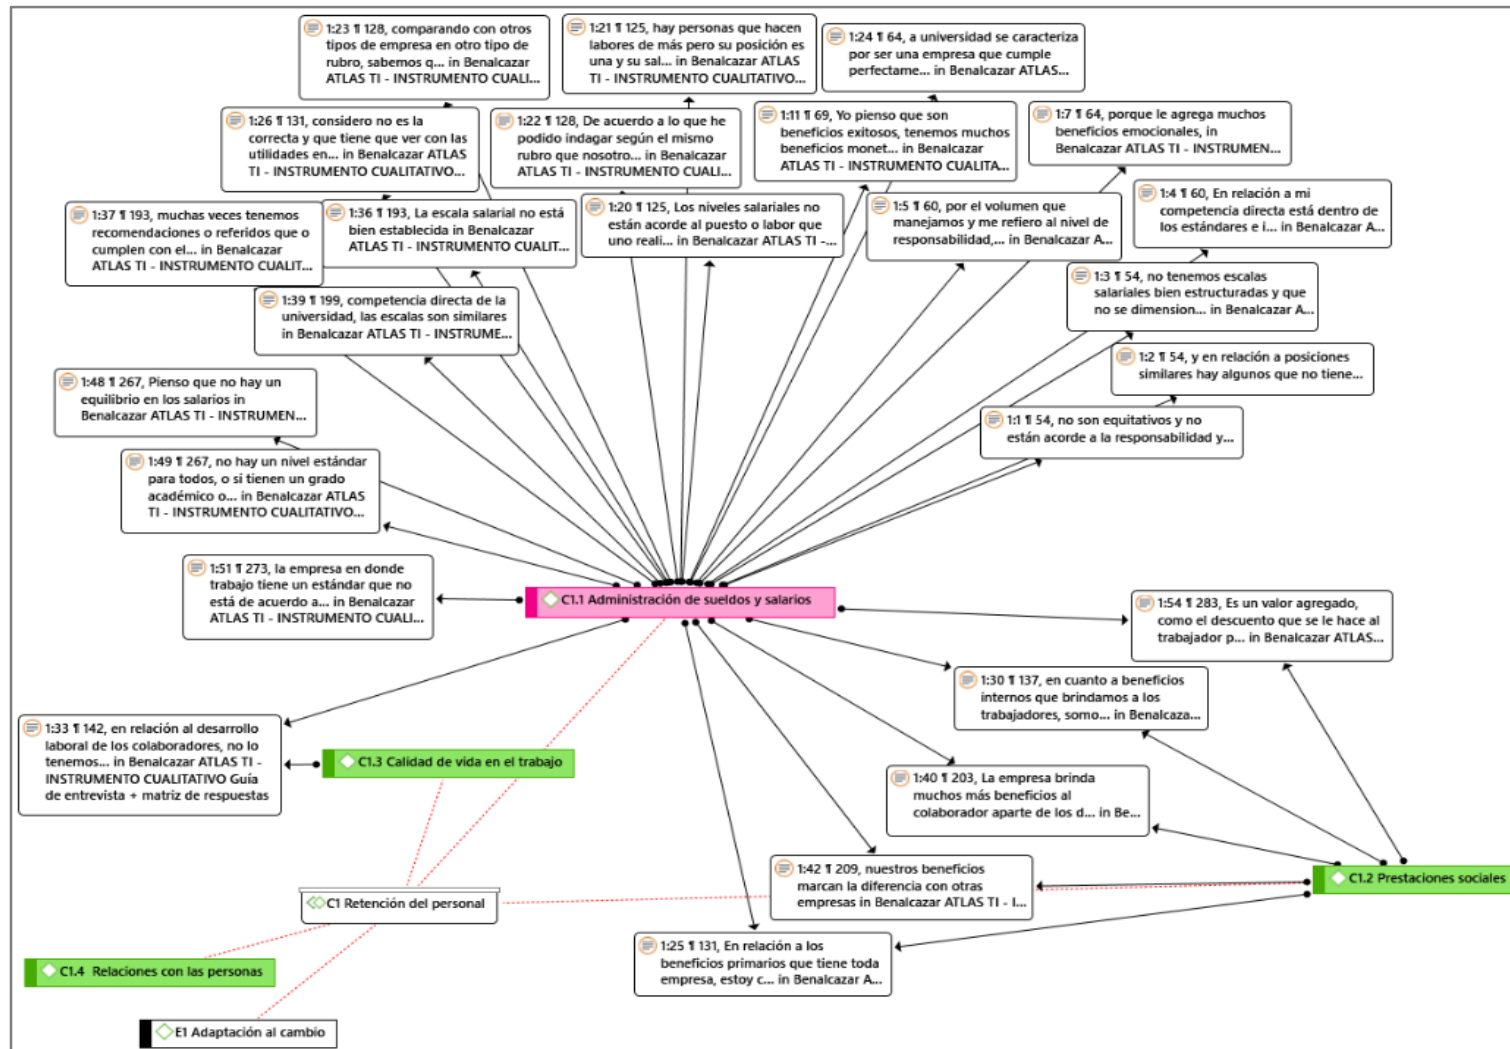 1:23 ¶ 128, comparando con otros
tipos de empresa en otro tipo de
rubro, sabemos q... in Benalcazar
ATLAS TI - INSTRUMENTO CUALI...
1:21 ¶ 125, hay personas que hacen
labores de más pero su posición es
una y su sal... in Benalcazar ATLAS
TI - INSTRUMENTO CUALITATIVO...
1:24 ¶ 64, a universidad se caracteriza
por ser una empresa que cumple
perfectame... in Benalcazar
ATLAS...
1:26 ¶ 131, considero no es la
correcta y que tiene que ver con las
utilidades en... in Benalcazar ATLAS
TI - INSTRUMENTO CUALITATIVO...
1:22 ¶ 128, De acuerdo a lo que he
podido indagar según el mismo
rubro que nosotro... in Benalcazar
ATLAS TI - INSTRUMENTO CUALI...
1:11 ¶ 69, Yo pienso que son
beneficios exitosos, tenemos muchos
beneficios monet... in Benalcazar
ATLAS TI - INSTRUMENTO CUALITA...
1:7 ¶ 64, porque le agrega muchos
beneficios emocionales, in
Benalcazar ATLAS TI - INSTRUMEN...
1:37 ¶ 193, muchas veces tenemos
recomendaciones o referidos que o
cumplen con el... in Benalcazar
ATLAS TI - INSTRUMENTO CUALIT...
1:36 ¶ 193, La escala salarial no está
bien establecida in Benalcazar
ATLAS TI - INSTRUMENTO CUALIT...
1:20 ¶ 125, Los niveles salariales no
están acorde al puesto o labor que
uno reali... in Benalcazar ATLAS TI -...
1:5 ¶ 60, por el volumen que
manejamos y me refiero al nivel de
responsabilidad,... in Benalcazar A...
1:4 ¶ 60, En relación a mi
competencia directa está dentro de
los estándares e i... in Benalcazar A...
1:3 ¶ 54, no tenemos escalas
salariales bien estructuradas y que
no se dimension... in Benalcazar A...
1:39 ¶ 199, competencia directa de la
universidad, las escalas son similares
in Benalcazar ATLAS TI - INSTRUME...
1:2 ¶ 54, y en relación a posiciones
similares hay algunos que no tiene...
1:48 ¶ 267, Pienso que no hay un
equilibrio en los salarios in
Benalcazar ATLAS TI - INSTRUMEN...
1:1 ¶ 54, no son equitativos y no
están acorde a la responsabilidad y...
1:49 ¶ 267, no hay un nivel estándar
para todos, o si tienen un grado
académico o... in Benalcazar ATLAS
TI - INSTRUMENTO CUALITATIVO...
1:51 ¶ 273, la empresa en donde
trabajo tiene un estándar que no
está de acuerdo a... in Benalcazar
ATLAS TI - INSTRUMENTO CUALI...
C1.1 Administración de sueldos y salarios
1:54 ¶ 283, Es un valor agregado,
como el descuento que se le hace al
trabajador p... in Benalcazar ATLAS...
1:30 ¶ 137, en cuanto a beneficios
internos que brindamos a los
trabajadores, somo... in Benalcaza...
1:33 ¶ 142, en relación al desarrollo
laboral de los colaboradores, no lo
tenemos... in Benalcazar ATLAS TI -
INSTRUMENTO CUALITATIVO Guía
de entrevista + matriz de respuestas
C1.3 Calidad de vida en el trabajo
1:40 ¶ 203, La empresa brinda
muchos más beneficios al
colaborador aparte de los d... in Be...
1:42 ¶ 209, nuestros beneficios
marcan la diferencia con otras
empresas in Benalcazar ATLAS TI - I...
C1.2 Prestaciones sociales
C1 Retención del personal
1:25 ¶ 131, En relación a los
beneficios primarios que tiene toda
empresa, estoy c... in Benalcazar A...
C1.4 Relaciones con las personas
E1 Adaptación al cambio